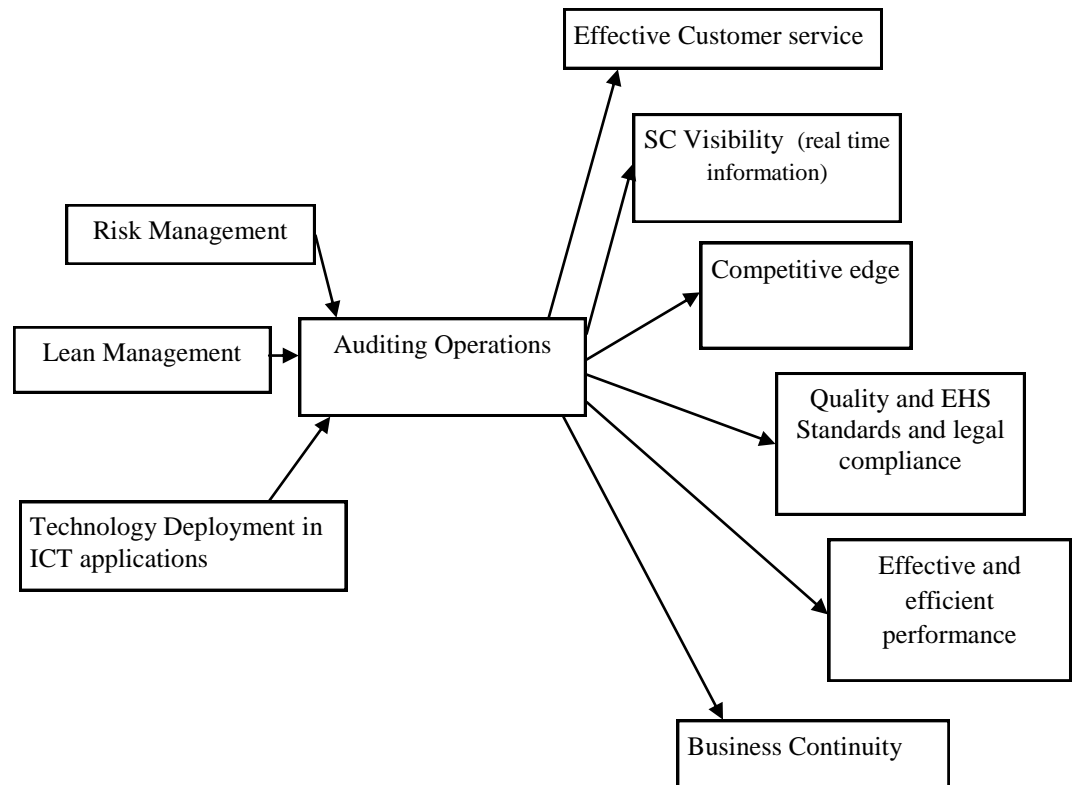 Effective Customer service
SC Visibility (real time
information)
Risk Management
Competitive edge
Lean Management
Auditing Operations
Quality and EHS
Standards and legal
compliance
Technology Deployment in
ICT applications
Effective and
efficient
performance
Business Continuity